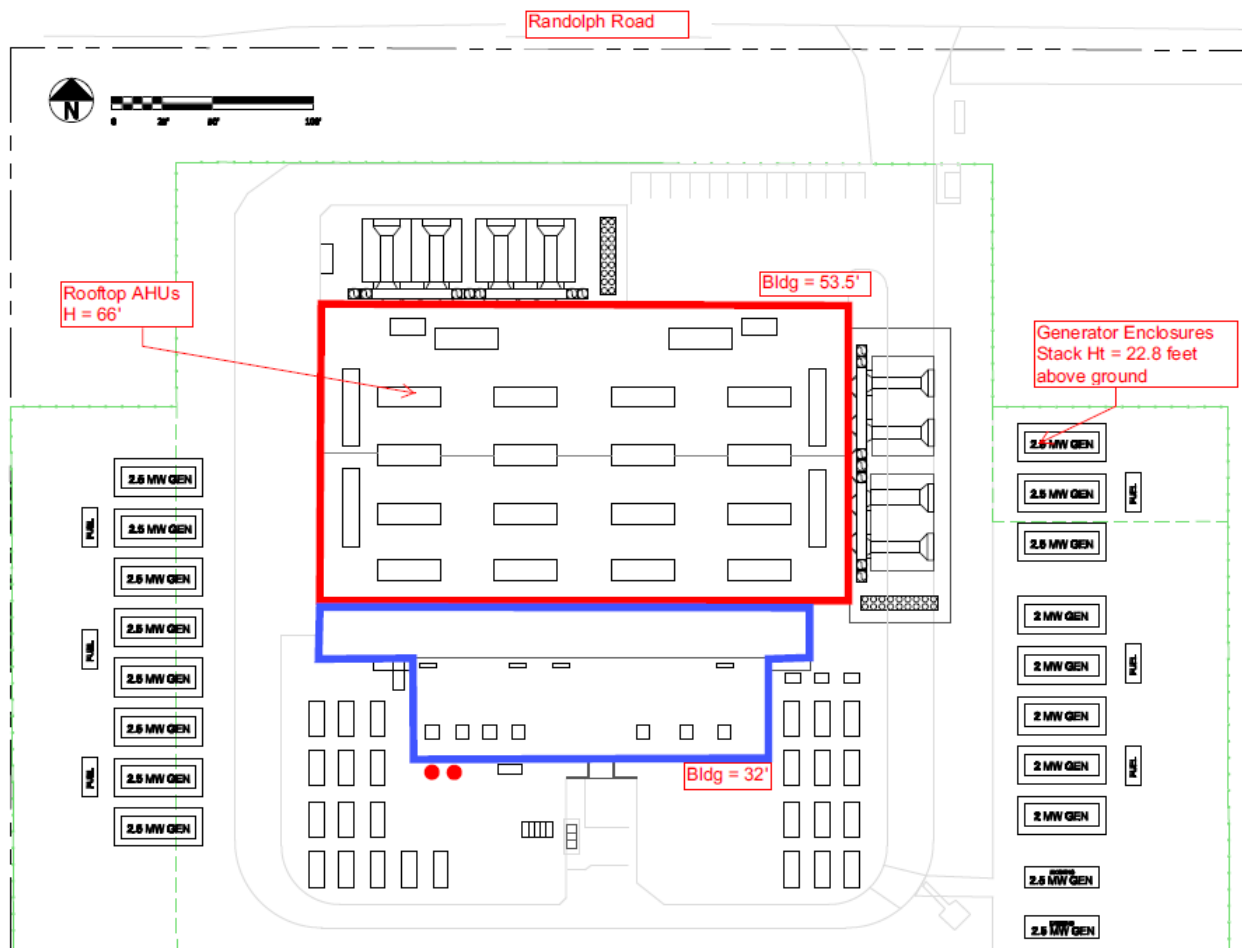 Randolph Road
N
0 25' 50' 100'
Bldg = 53.5'
Rooftop AHUs
H = 66'
Generator Enclosures
Stack Ht = 22.8 feet
above ground
2.5 MW GEN
2.5 MW GEN
2.5 MW GEN
2.5 MW GEN
2.5 MW GEN
2.5 MW GEN
2.5 MW GEN
2.5 MW GEN
FUEL
FUEL
FUEL
2.5 MW GEN
2.5 MW GEN
2.5 MW GEN
2 MW GEN
2 MW GEN
2 MW GEN
2 MW GEN
2 MW GEN
2.5 MW GEN
2.5 MW GEN
FUEL
FUEL
FUEL
Bldg = 32'